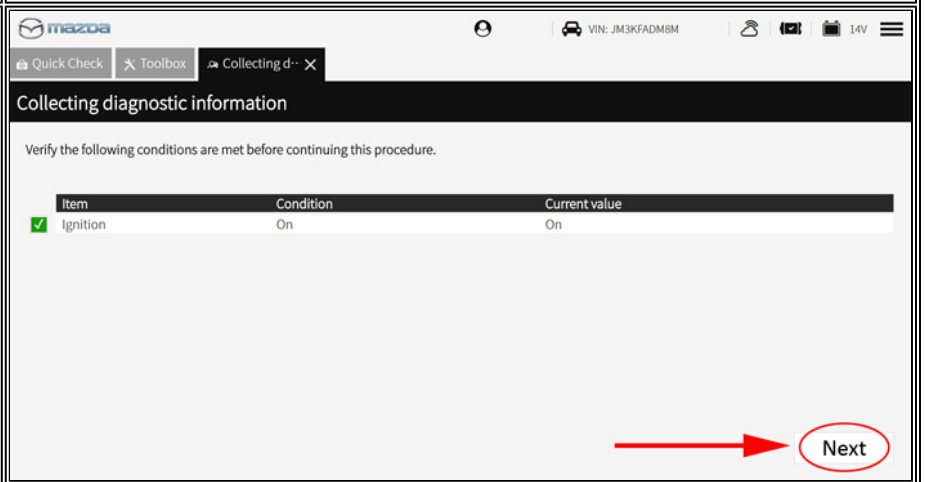 mazda VIN: JM3KFADM8M 14V
Quick Check Toolbox Collecting d···
Collecting diagnostic information
Verify the following conditions are met before continuing this procedure.
Item Condition Current value
Ignition On On
Next